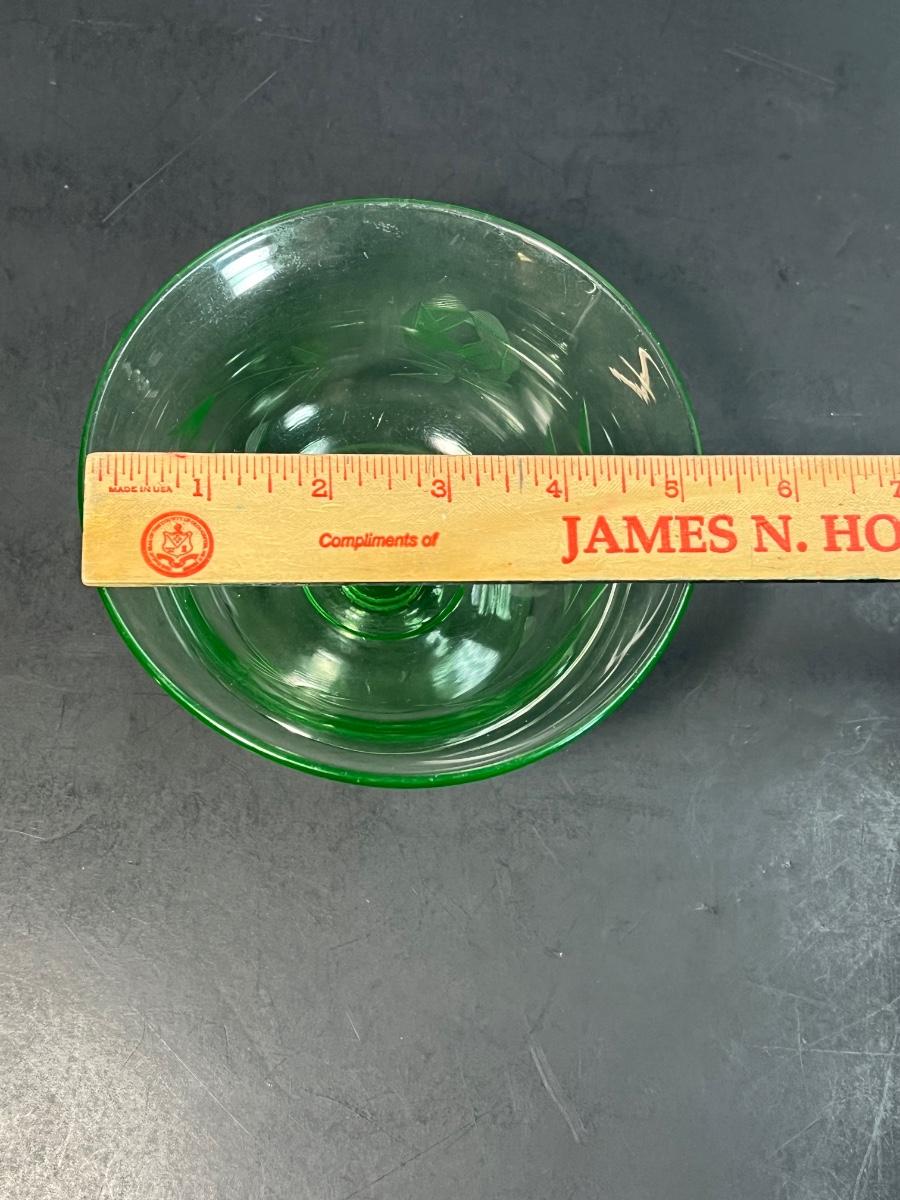 1 2 3 4 5 6 7
MADE IN USA
Compliments of
JAMES N. HO